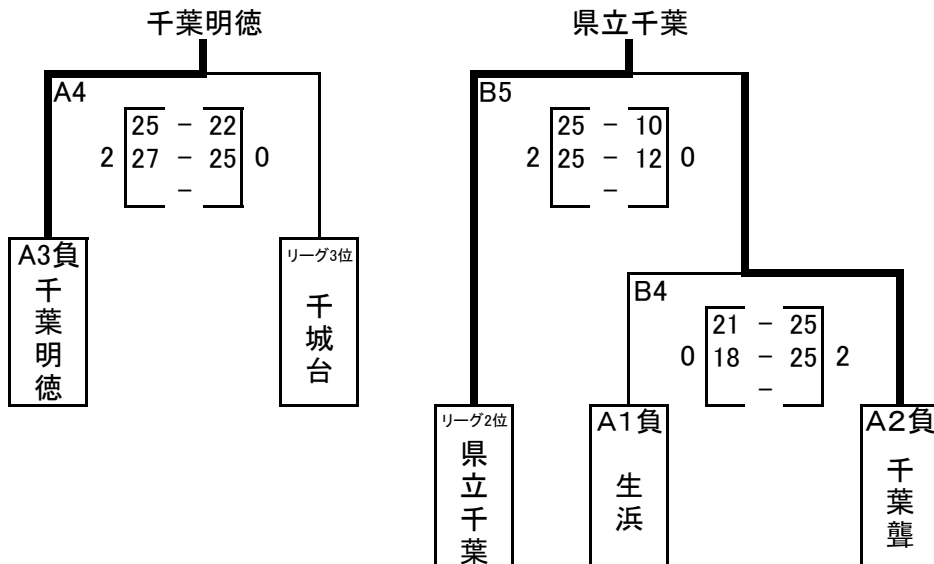 千葉明徳
県立千葉
A4
25 - 22
2 27 - 25 0
-
B5
25 - 10
2 25 - 12 0
-
A3負
千葉明徳
リーグ3位
千城台
B4
21 - 25
0 18 - 25 2
-
リーグ2位
県立千葉
A1負
生浜
A2負
千葉聾